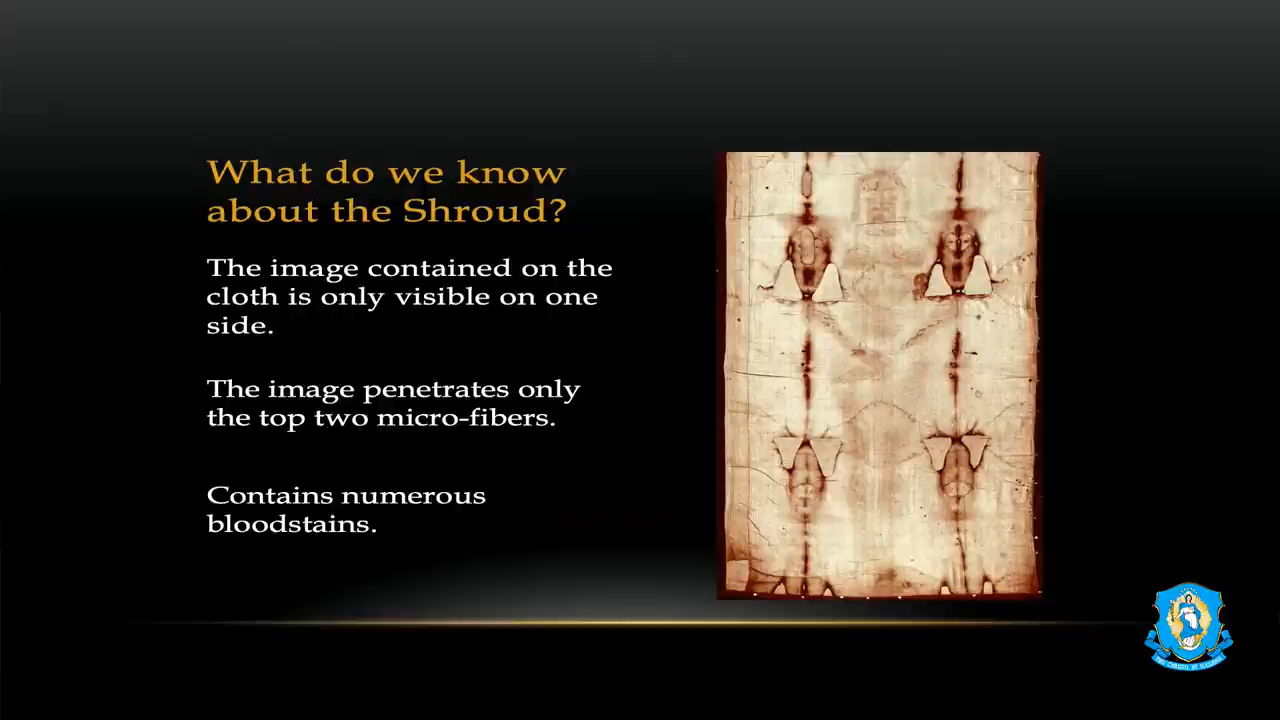 What do we know
about the Shroud?
The image contained on the
cloth is only visible on one
side.
The image penetrates only
the top two micro-fibers.
Contains numerous
bloodstains.